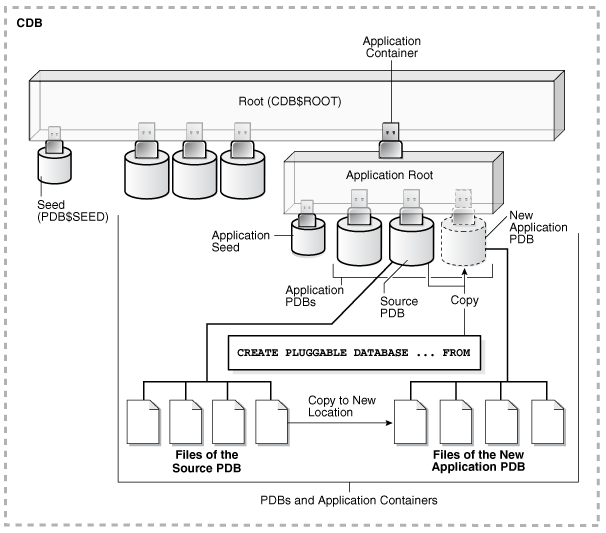 CDB
Application
Container
Root (CDB$ROOT)
Application Root
Seed
(PDB$SEED)
Application
Seed
New
Application
PDB
Application
PDBs
Source
PDB
Copy
CREATE PLUGGABLE DATABASE ... FROM
Copy to New
Location
Files of the
Source PDB
Files of the New
Application PDB
PDBs and Application Containers